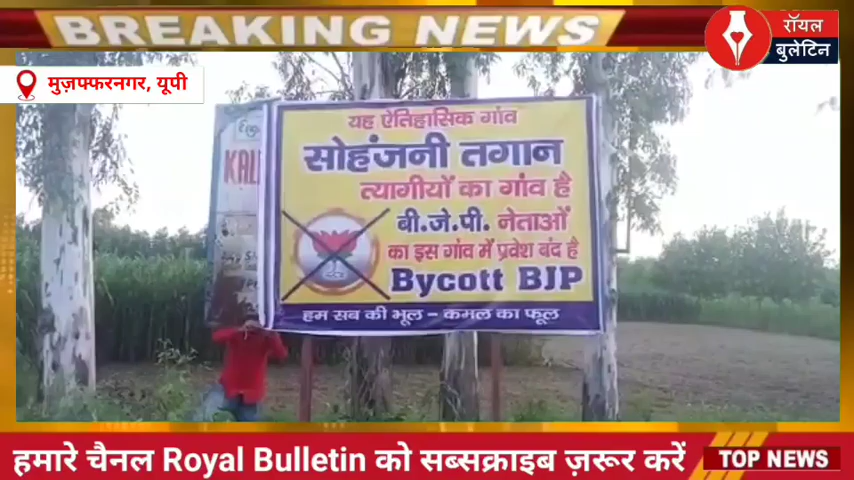 BREAKING NEWS
रॉयल
बुलेटिन
मुज़फ्फरनगर, यूपी
यह ऐतिहासिक गांव
सोहंजनी तगान
त्यागीयों का गांव है
बी.जे.पी. नेताओं
का इस गांव में प्रवेश बंद है
Bycott BJP
हम सब की भूल - कमल का फूल
हमारे चैनल Royal Bulletin को सब्सक्राइब ज़रूर करें
TOP NEWS